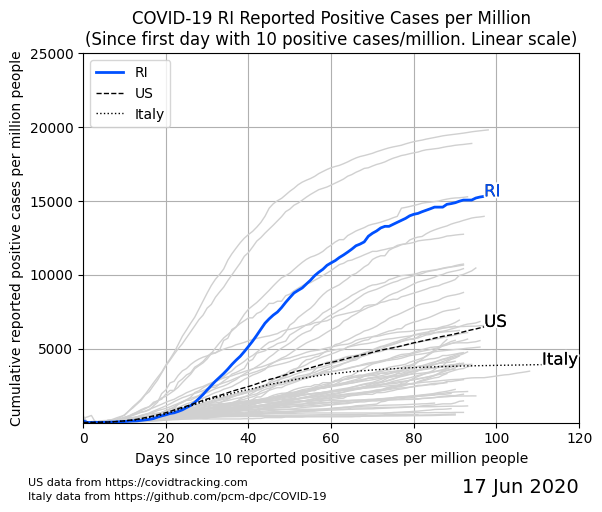 COVID-19 RI Reported Positive Cases per Million
(Since first day with 10 positive cases/million. Linear scale)
Cumulative reported positive cases per million people
25000
20000
15000
10000
5000
RI
US
Italy
RI
US
Italy
0 20 40 60 80 100 120
Days since 10 reported positive cases per million people
US data from https://covidtracking.com
Italy data from https://github.com/pcm-dpc/COVID-19
17 Jun 2020